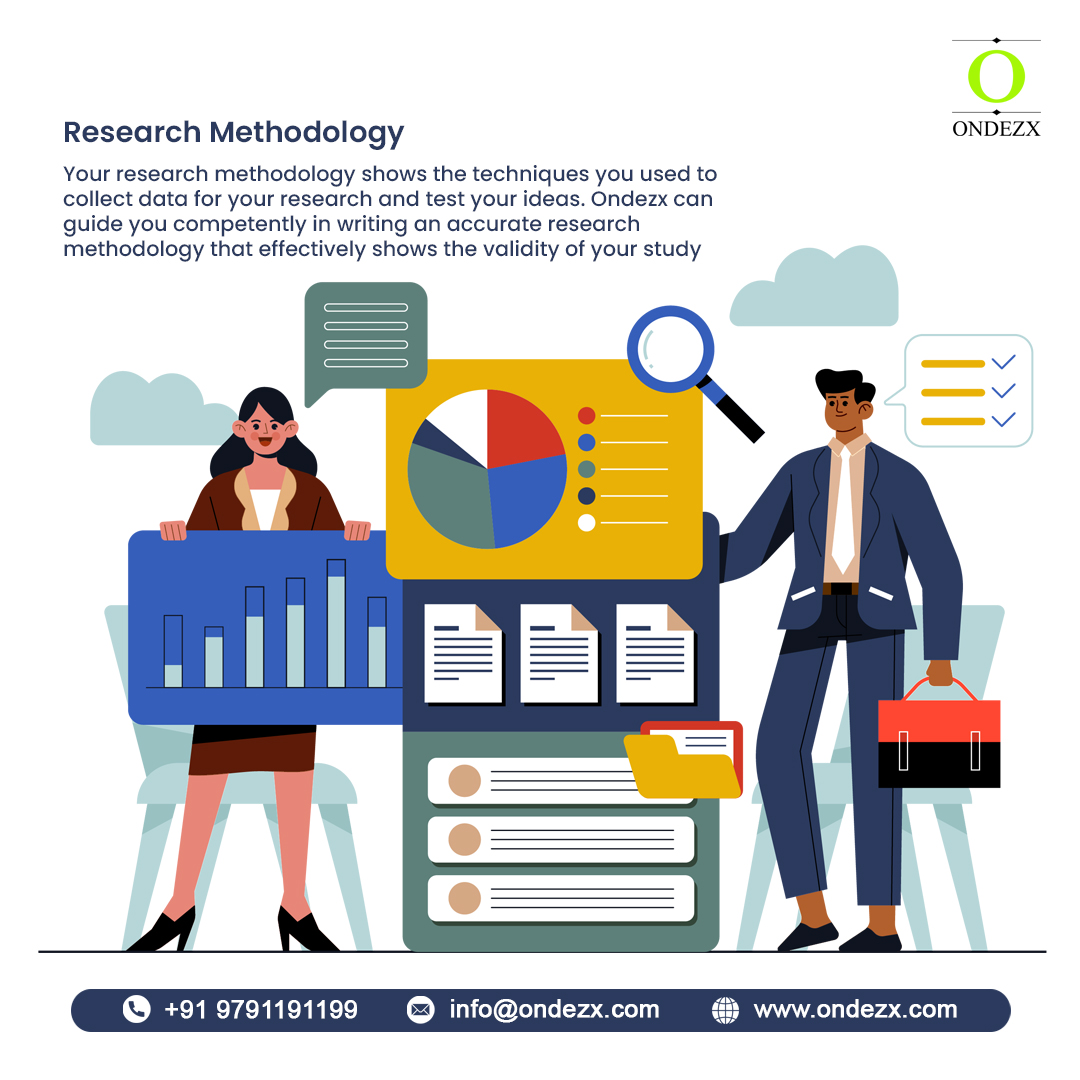 O
ONDEZX
Research Methodology
Your research methodology shows the techniques you used to
collect data for your research and test your ideas. Ondezx can
guide you competently in writing an accurate research
methodology that effectively shows the validity of your study
+91 9791191199
info@ondezx.com
www.ondezx.com